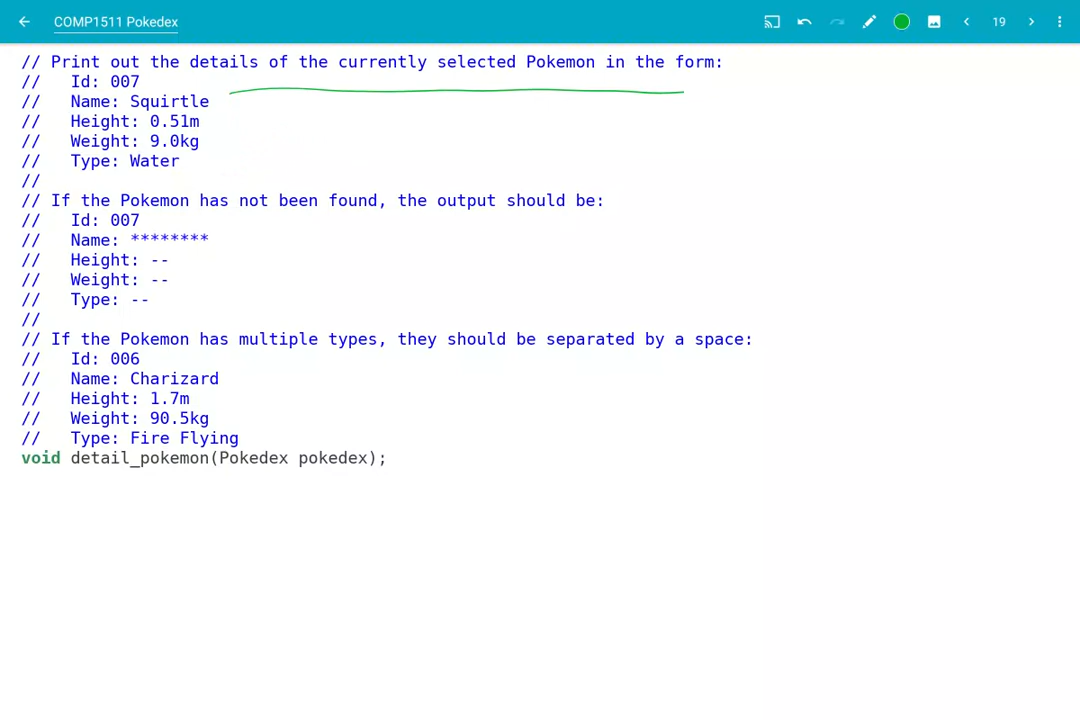 COMP1511 Pokedex
19
// Print out the details of the currently selected Pokemon in the form:
//   Id: 007
//   Name: Squirtle
//   Height: 0.51m
//   Weight: 9.0kg
//   Type: Water
//
// If the Pokemon has not been found, the output should be:
//   Id: 007
//   Name: ********
//   Height: --
//   Weight: --
//   Type: --
//
// If the Pokemon has multiple types, they should be separated by a space:
//   Id: 006
//   Name: Charizard
//   Height: 1.7m
//   Weight: 90.5kg
//   Type: Fire Flying
void detail_pokemon(Pokedex pokedex);